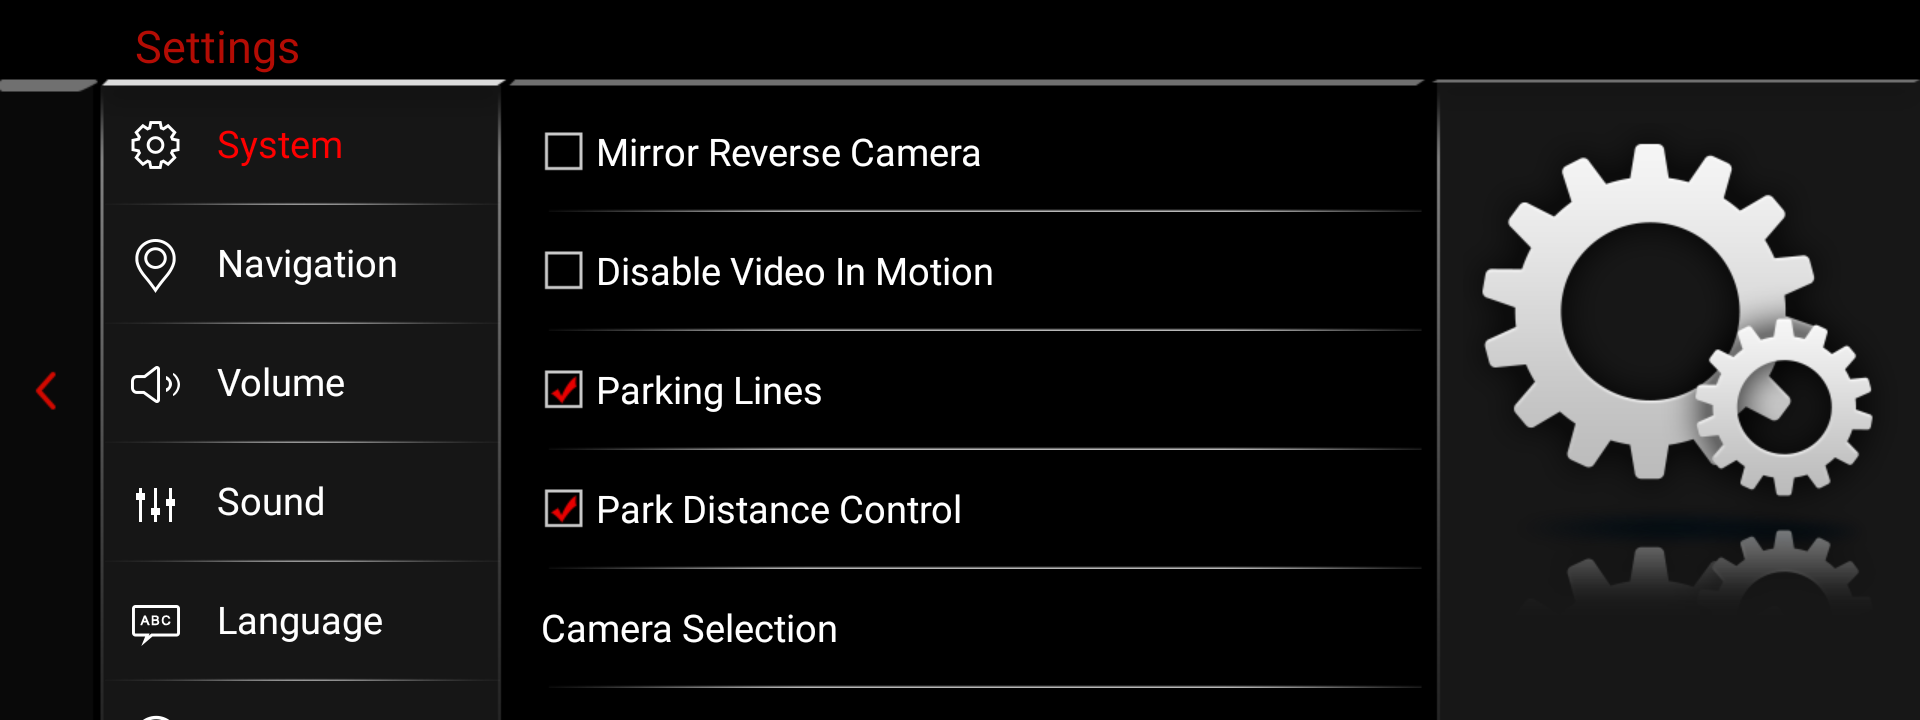 Settings
System
Navigation
Volume
Sound
ABC
Language
Mirror Reverse Camera
Disable Video In Motion
Parking Lines
Park Distance Control
Camera Selection